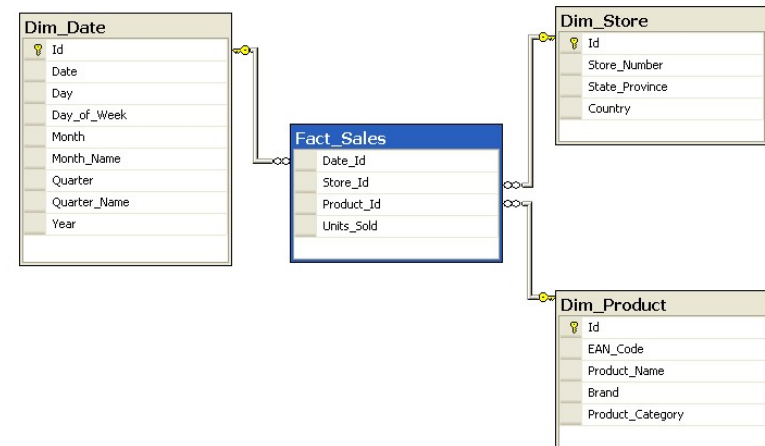 Dim_Date
Id
Date
Day
Day_of_Week
Month
Month_Name
Quarter
Quarter_Name
Year
Fact_Sales
Date_Id
Store_Id
Product_Id
Units_Sold
Dim_Store
Id
Store_Number
State_Province
Country
Dim_Product
Id
EAN_Code
Product_Name
Brand
Product_Category